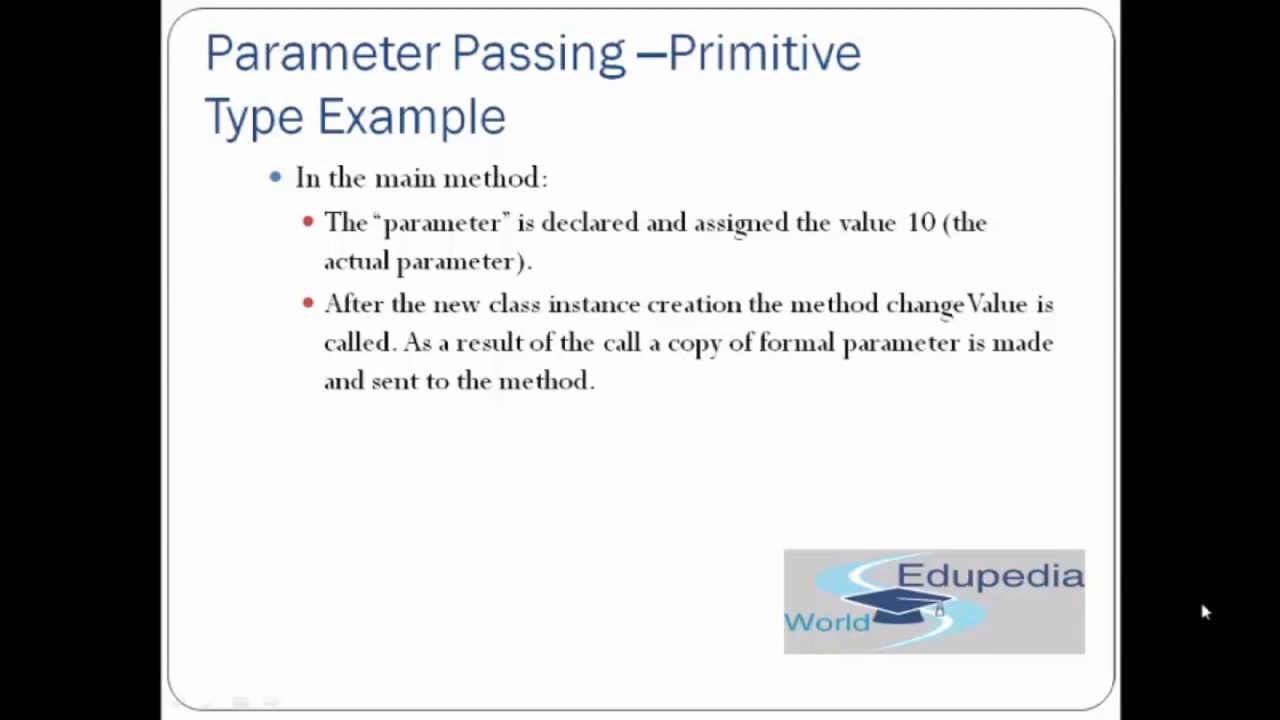 Parameter Passing –Primitive
Type Example
• In the main method:
• The “parameter” is declared and assigned the value 10 (the
actual parameter).
• After the new class instance creation the method changeValue is
called. As a result of the call a copy of formal parameter is made
and sent to the method.
Edupedia
World